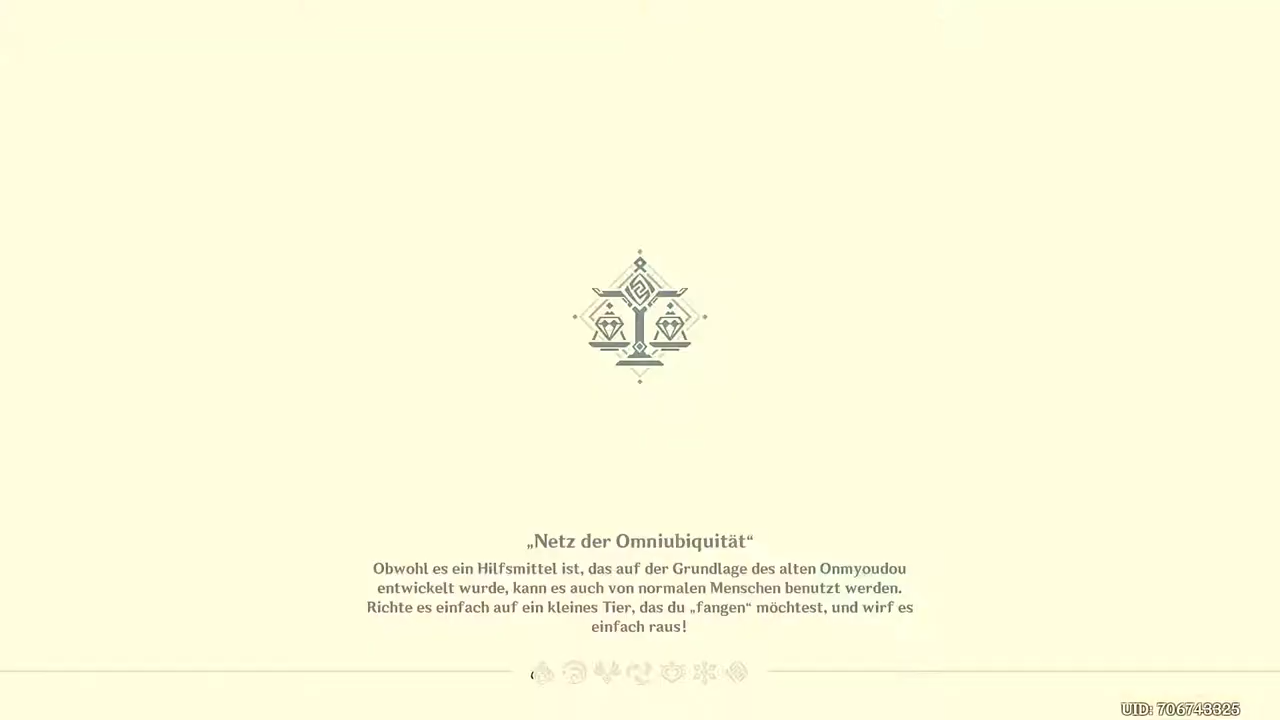 „Netz der Omniubiquität“
Obwohl es ein Hilfsmittel ist, das auf der Grundlage des alten Onmyoudou
entwickelt wurde, kann es auch von normalen Menschen benutzt werden.
Richte es einfach auf ein kleines Tier, das du „fangen“ möchtest, und wirf es
einfach raus!
UID: 706743325